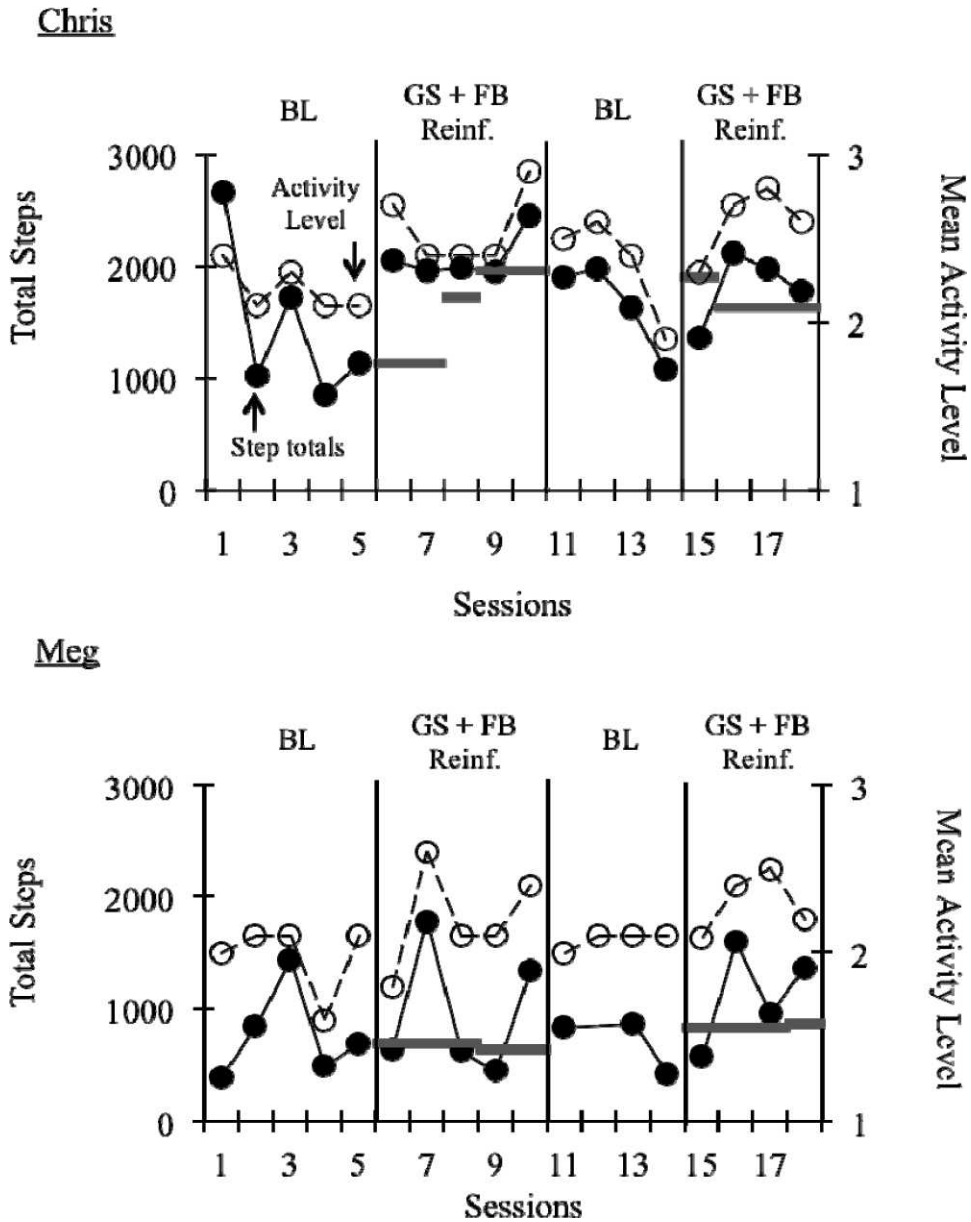 Chris
BL
GS + FB
Reinf.
BL
GS + FB
Reinf.
3000
2000
1000
0
Total Steps
Activity
Level
Step totals
3
2
1
Mean Activity Level
1 3 5 7 9 11 13 15 17
Sessions
Meg
BL
GS + FB
Reinf.
BL
GS + FB
Reinf.
3000
2000
1000
0
Total Steps
3
2
1
Mean Activity Level
1 3 5 7 9 11 13 15 17
Sessions